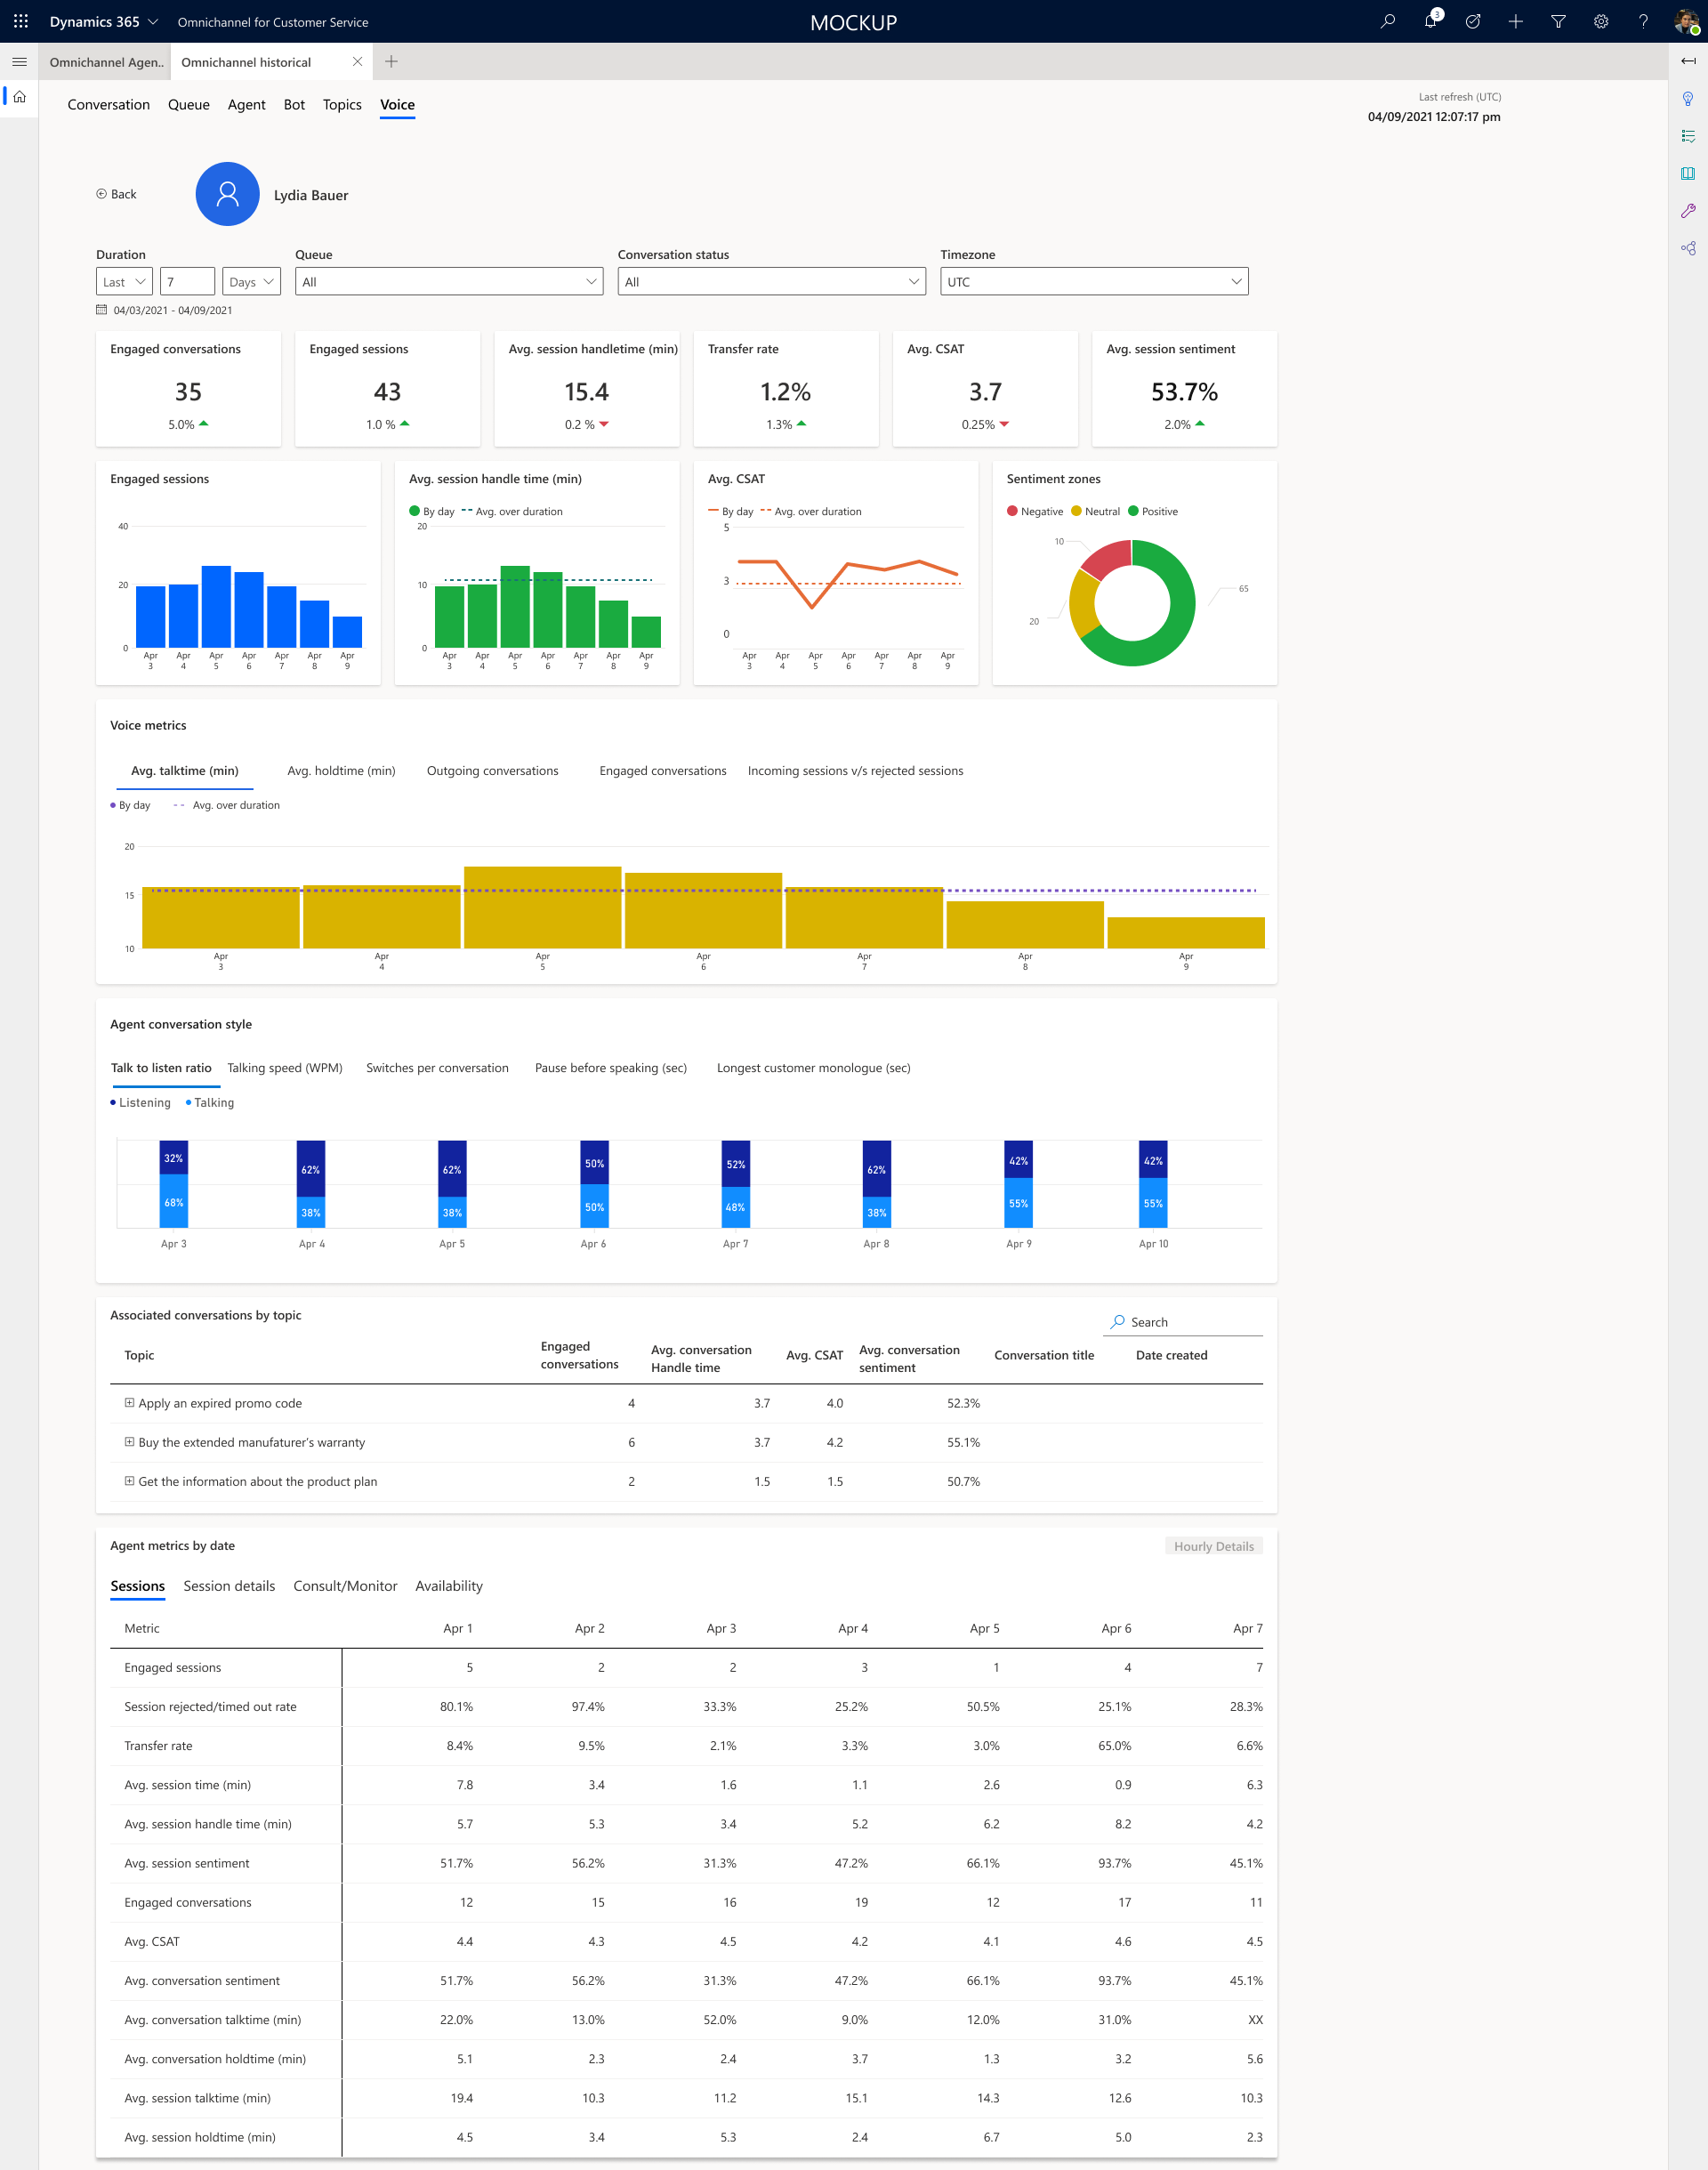 Dynamics 365 Omnichannel for Customer Service MOCKUP 3 ?
Omnichannel Agen.. Omnichannel historical
Conversation Queue Agent Bot Topics Voice
Last refresh (UTC)
04/09/2021 12:07:17 pm
Back Lydia Bauer
Duration Queue Conversation status Timezone
Last 7 Days All All UTC
04/03/2021 - 04/09/2021
Engaged conversations Engaged sessions Avg. session handletime (min) Transfer rate Avg. CSAT Avg. session sentiment
35 43 15.4 1.2% 3.7 53.7%
5.0% 1.0 % 0.2 % 1.3% 0.25% 2.0%
Engaged sessions
40
20
0
Apr Apr Apr Apr Apr Apr Apr
3 4 5 6 7 8 9
Avg. session handle time (min)
By day Avg. over duration
20
10
0
Apr Apr Apr Apr Apr Apr Apr
3 4 5 6 7 8 9
Avg. CSAT
By day Avg. over duration
5
3
0
Apr Apr Apr Apr Apr Apr Apr
3 4 5 6 7 8 9
Sentiment zones
Negative Neutral Positive
10
65
20
Voice metrics
Avg. talktime (min) Avg. holdtime (min) Outgoing conversations Engaged conversations Incoming sessions v/s rejected sessions
By day Avg. over duration
20
15
10
Apr Apr Apr Apr Apr Apr Apr
3 4 5 6 7 8 9
Agent conversation style
Talk to listen ratio Talking speed (WPM) Switches per conversation Pause before speaking (sec) Longest customer monologue (sec)
Listening Talking
32% 62% 62% 50% 52% 62% 42% 42%
68% 38% 38% 50% 48% 38% 55% 55%
Apr 3 Apr 4 Apr 5 Apr 6 Apr 7 Apr 8 Apr 9 Apr 10
Associated conversations by topic
Search
Topic Engaged conversations Avg. conversation Handle time Avg. CSAT Avg. conversation sentiment Conversation title Date created
Apply an expired promo code 4 3.7 4.0 52.3%
Buy the extended manufaturer's warranty 6 3.7 4.2 55.1%
Get the information about the product plan 2 1.5 1.5 50.7%
Agent metrics by date Hourly Details
Sessions Session details Consult/Monitor Availability
Metric Apr 1 Apr 2 Apr 3 Apr 4 Apr 5 Apr 6 Apr 7
Engaged sessions 5 2 2 3 1 4 7
Session rejected/timed out rate 80.1% 97.4% 33.3% 25.2% 50.5% 25.1% 28.3%
Transfer rate 8.4% 9.5% 2.1% 3.3% 3.0% 65.0% 6.6%
Avg. session time (min) 7.8 3.4 1.6 1.1 2.6 0.9 6.3
Avg. session handle time (min) 5.7 5.3 3.4 5.2 6.2 8.2 4.2
Avg. session sentiment 51.7% 56.2% 31.3% 47.2% 66.1% 93.7% 45.1%
Engaged conversations 12 15 16 19 12 17 11
Avg. CSAT 4.4 4.3 4.5 4.2 4.1 4.6 4.5
Avg. conversation sentiment 51.7% 56.2% 31.3% 47.2% 66.1% 93.7% 45.1%
Avg. conversation talktime (min) 22.0% 13.0% 52.0% 9.0% 12.0% 31.0% XX
Avg. conversation holdtime (min) 5.1 2.3 2.4 3.7 1.3 3.2 5.6
Avg. session talktime (min) 19.4 10.3 11.2 15.1 14.3 12.6 10.3
Avg. session holdtime (min) 4.5 3.4 5.3 2.4 6.7 5.0 2.3